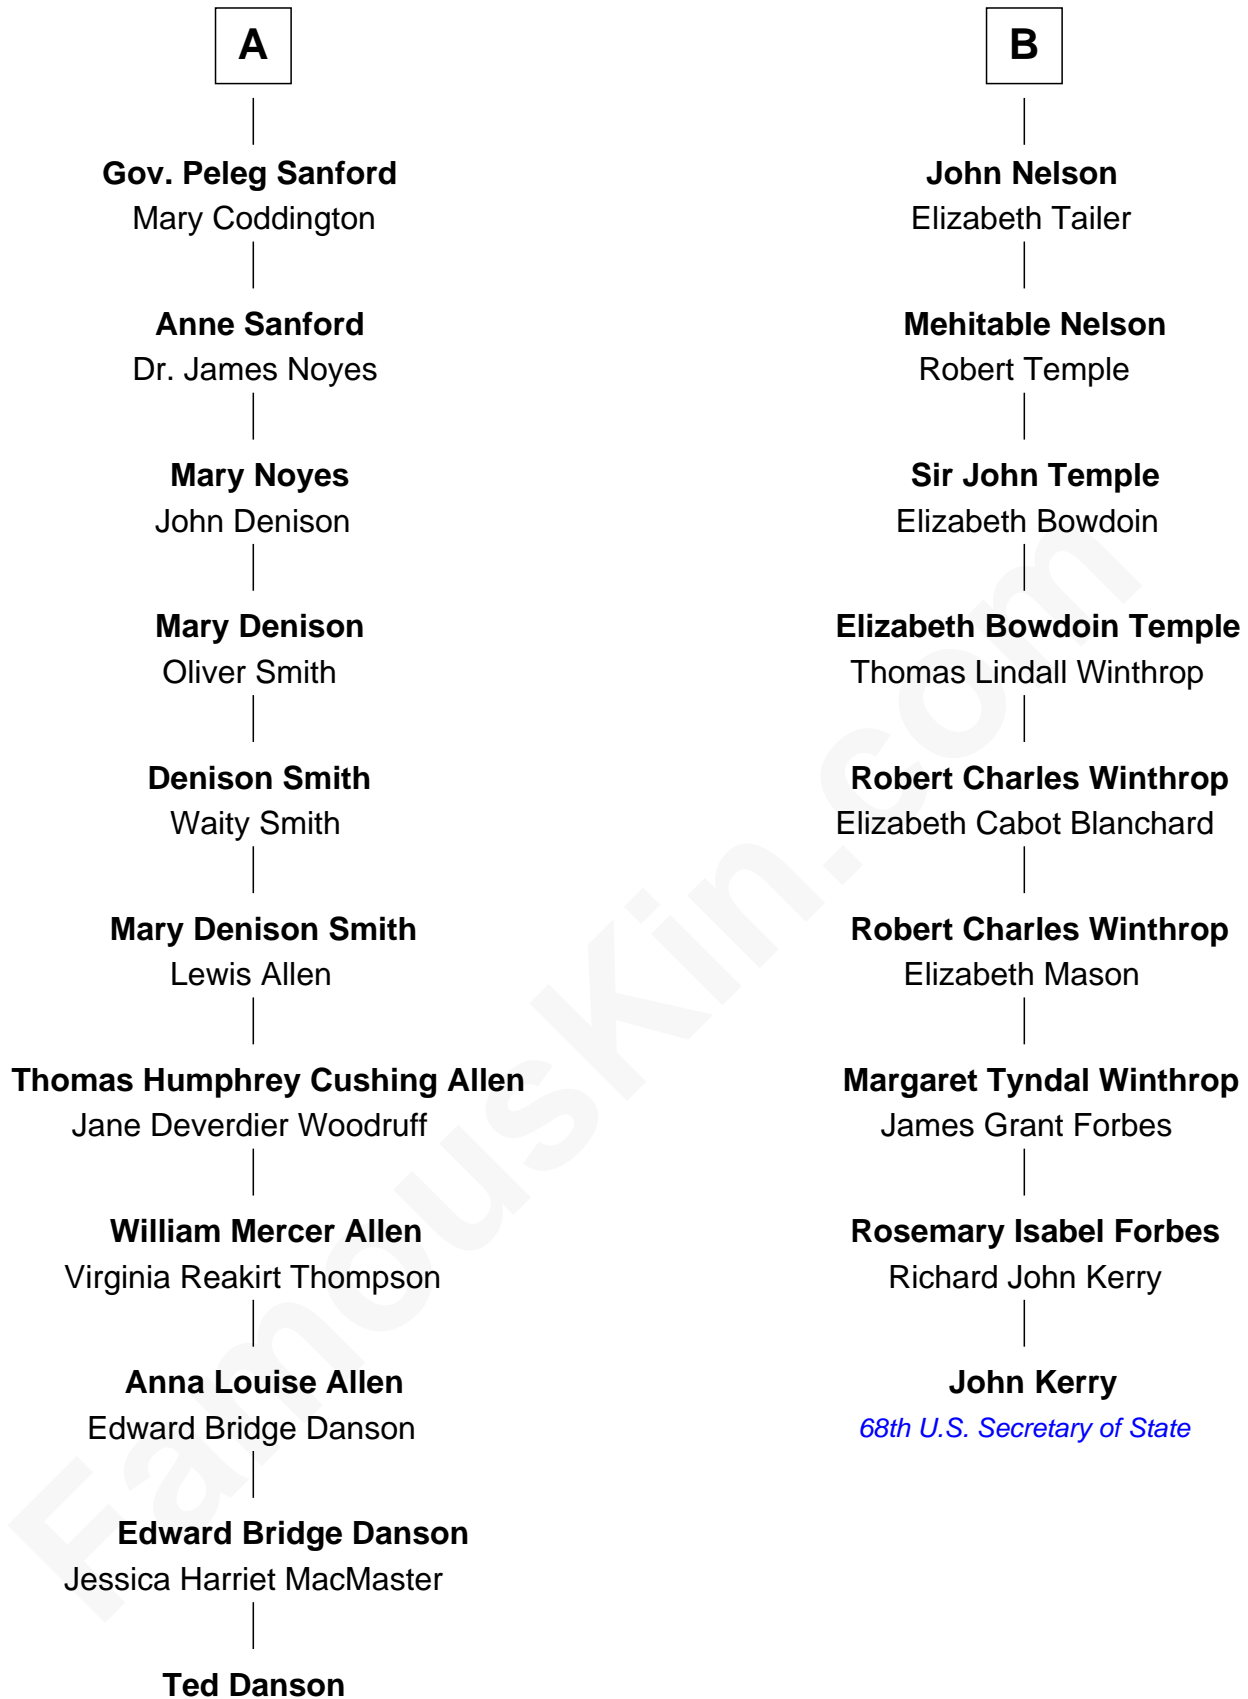 A
Gov. Peleg Sanford
Mary Coddington
Anne Sanford
Dr. James Noyes
Mary Noyes
John Denison
Mary Denison
Oliver Smith
Denison Smith
Waity Smith
Mary Denison Smith
Lewis Allen
Thomas Humphrey Cushing Allen
Jane Deverdier Woodruff
William Mercer Allen
Virginia Reakirt Thompson
Anna Louise Allen
Edward Bridge Danson
Edward Bridge Danson
Jessica Harriet MacMaster
Ted Danson
B
John Nelson
Elizabeth Tailer
Mehitable Nelson
Robert Temple
Sir John Temple
Elizabeth Bowdoin
Elizabeth Bowdoin Temple
Thomas Lindall Winthrop
Robert Charles Winthrop
Elizabeth Cabot Blanchard
Robert Charles Winthrop
Elizabeth Mason
Margaret Tyndal Winthrop
James Grant Forbes
Rosemary Isabel Forbes
Richard John Kerry
John Kerry
68th U.S. Secretary of State
FamousKin.com